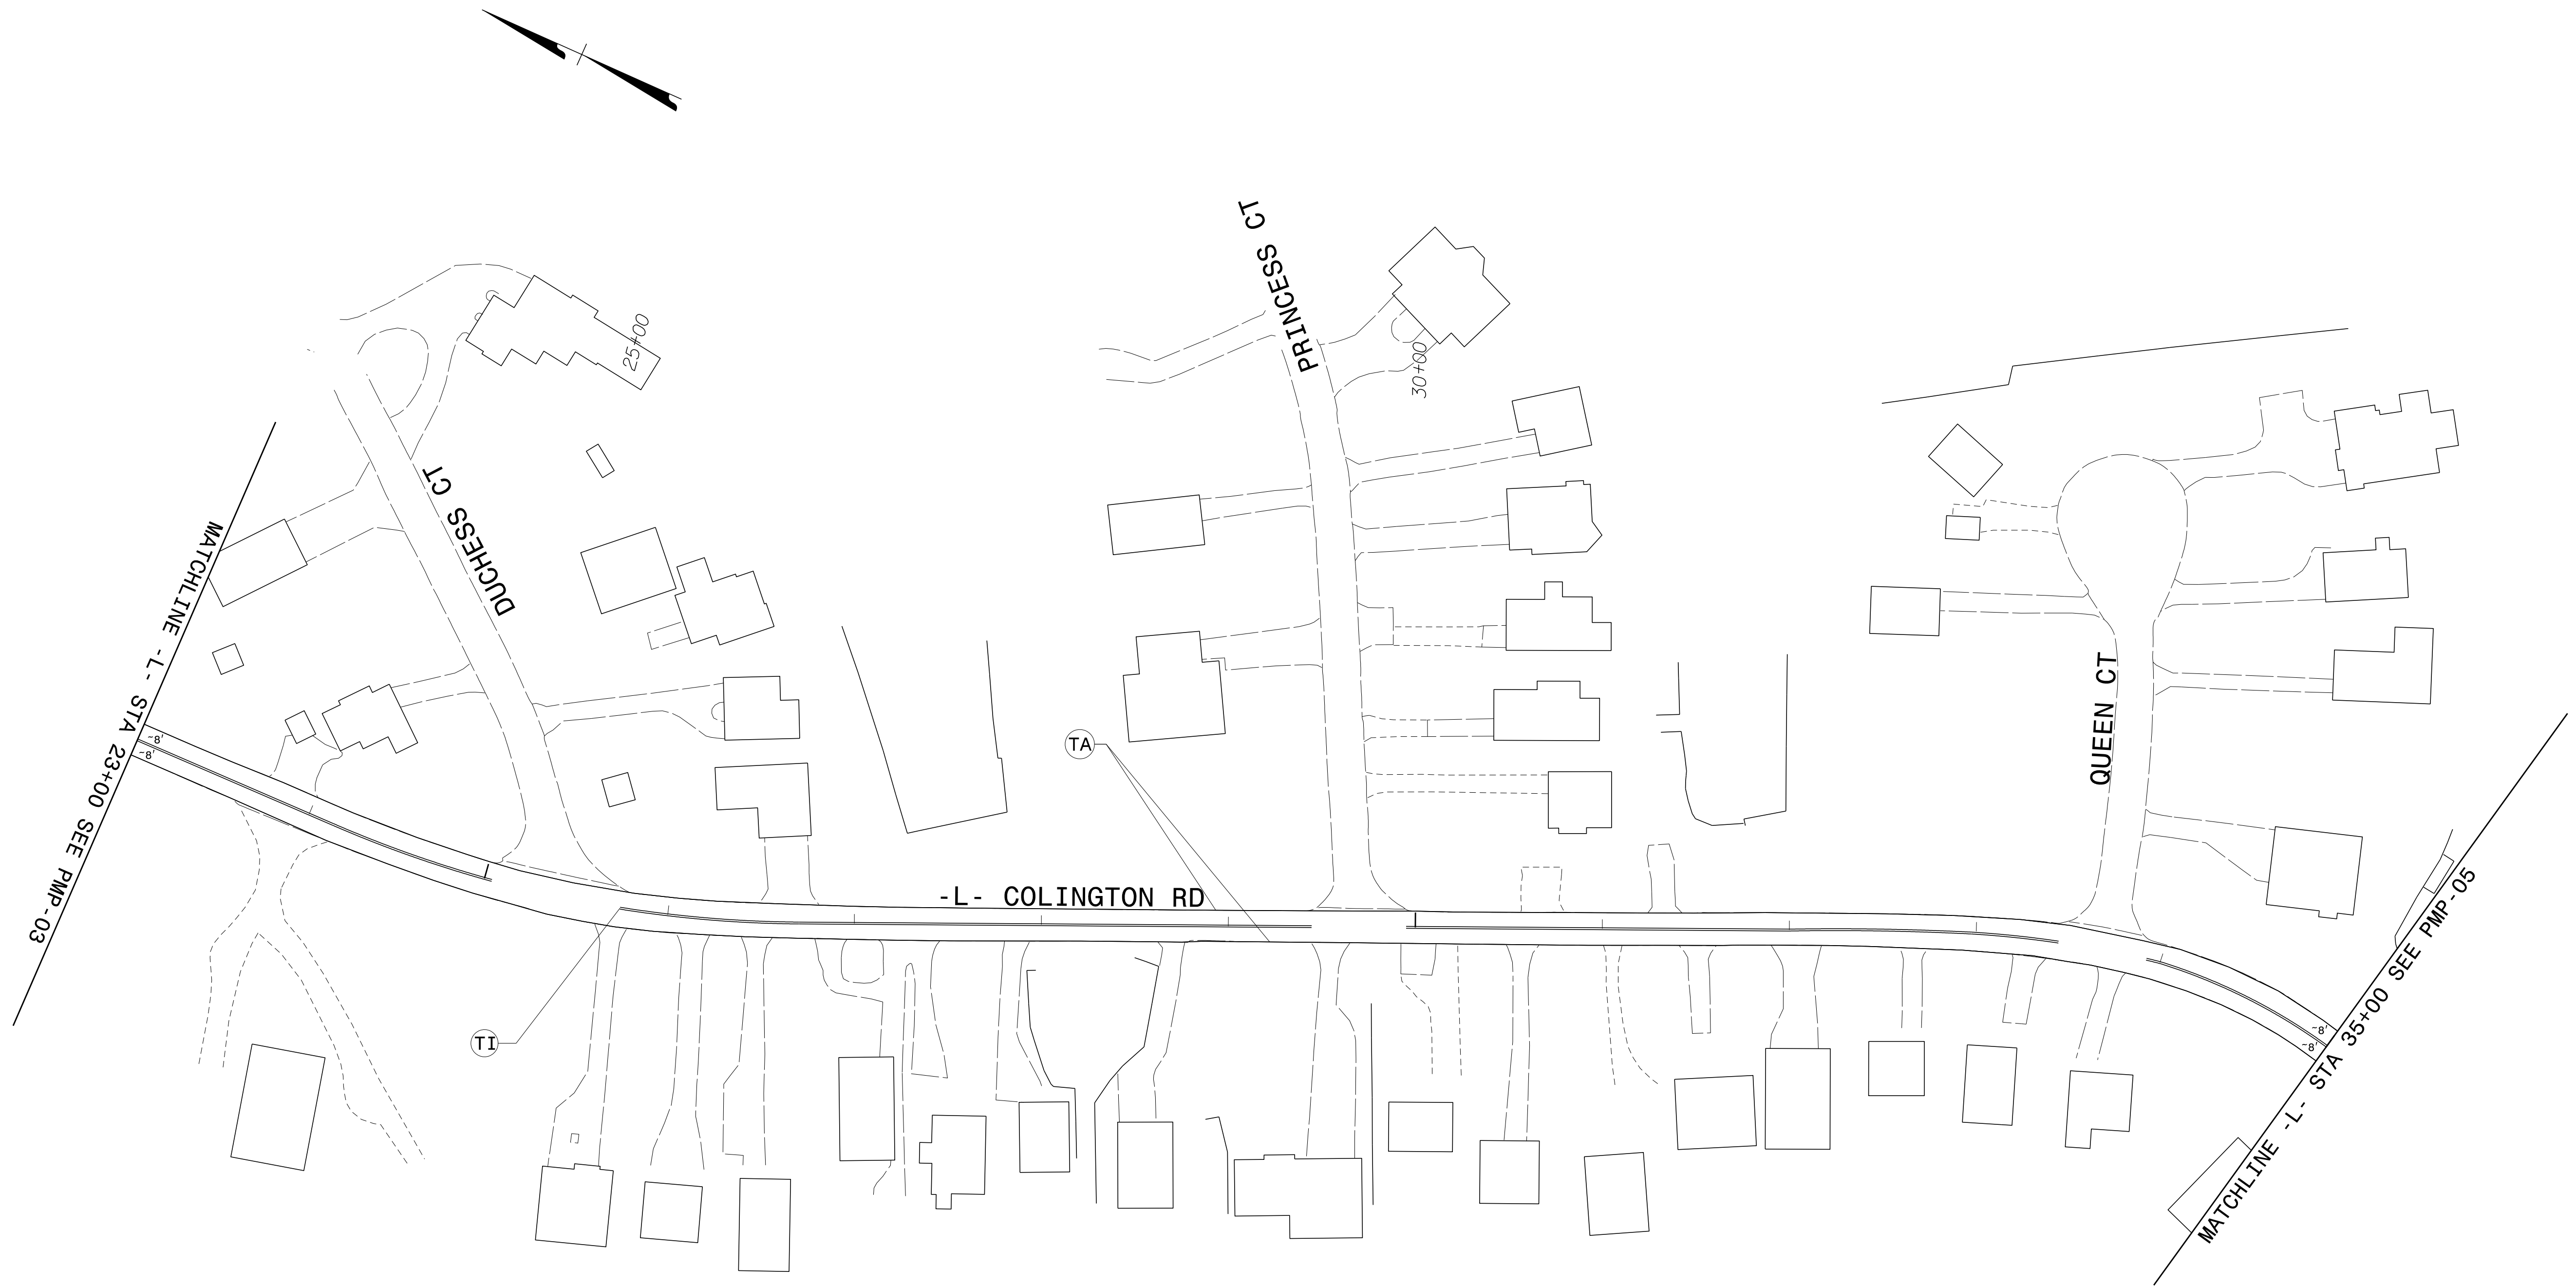 PRINCESS CT
25+00
30+00
DUCHESS CT
MATCHLINE -L- STA 23+00 SEE PMP-03
QUEEN CT
~8'
~8'
TA
-L- COLINGTON RD
TI
~8'
~8'
MATCHLINE -L- STA 35+00 SEE PMP-05